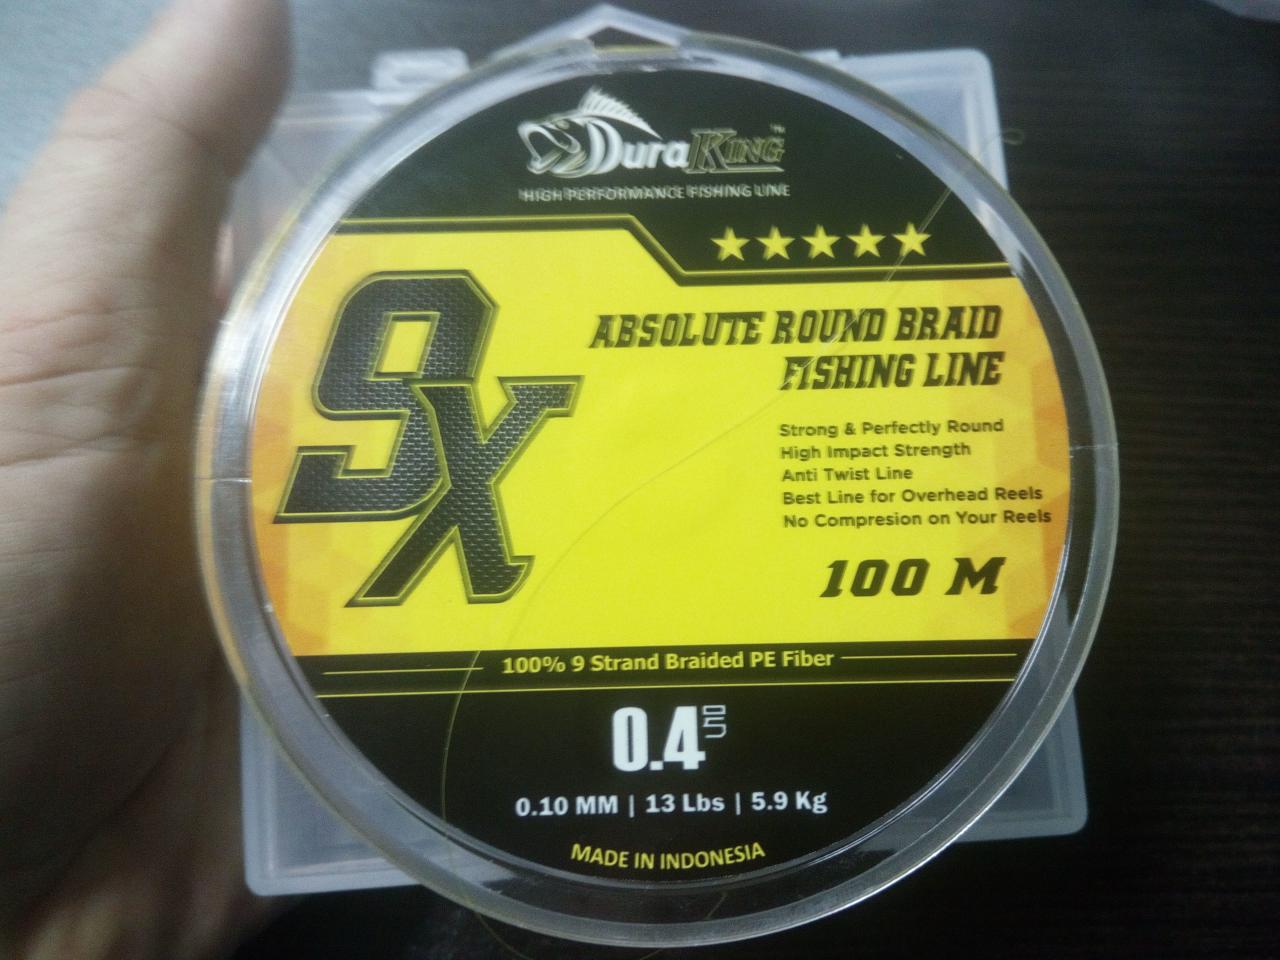 DuraKing™
HIGH PERFORMANCE FISHING LINE
9X
ABSOLUTE ROUND BRAID
FISHING LINE
Strong & Perfectly Round
High Impact Strength
Anti Twist Line
Best Line for Overhead Reels
No Compresion on Your Reels
100 M
100% 9 Strand Braided PE Fiber
0.4
0.10 MM | 13 Lbs | 5.9 Kg
MADE IN INDONESIA